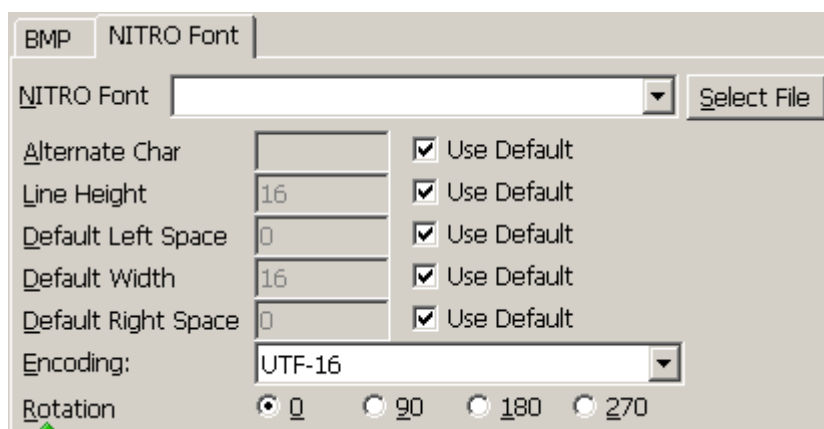 BMP NITRO Font
NITRO Font Select File
Alternate Char Use Default
Line Height 16 Use Default
Default Left Space 0 Use Default
Default Width 16 Use Default
Default Right Space 0 Use Default
Encoding: UTF-16
Rotation 0 90 180 270